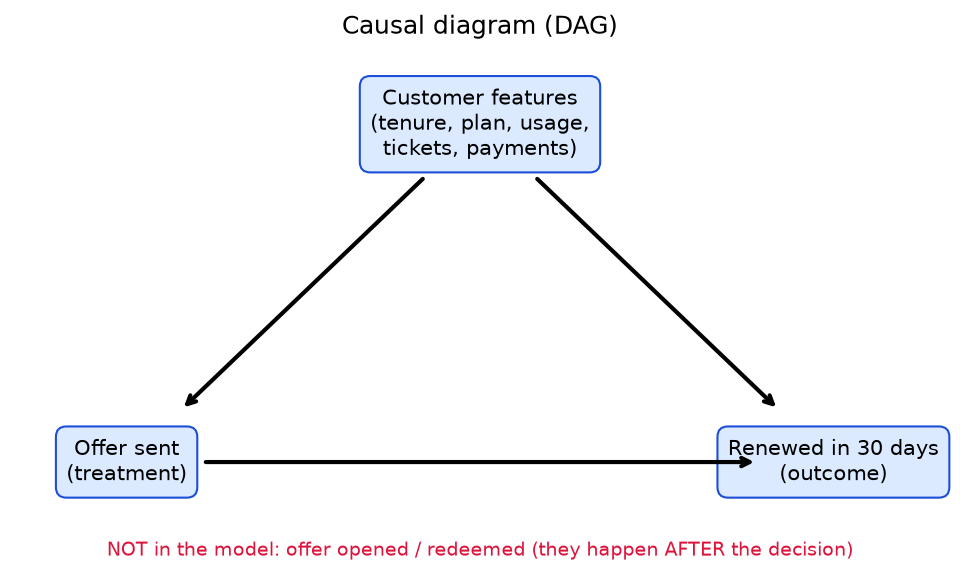 Causal diagram (DAG)
Customer features
(tenure, plan, usage,
tickets, payments)
Offer sent
(treatment)
Renewed in 30 days
(outcome)
NOT in the model: offer opened / redeemed (they happen AFTER the decision)